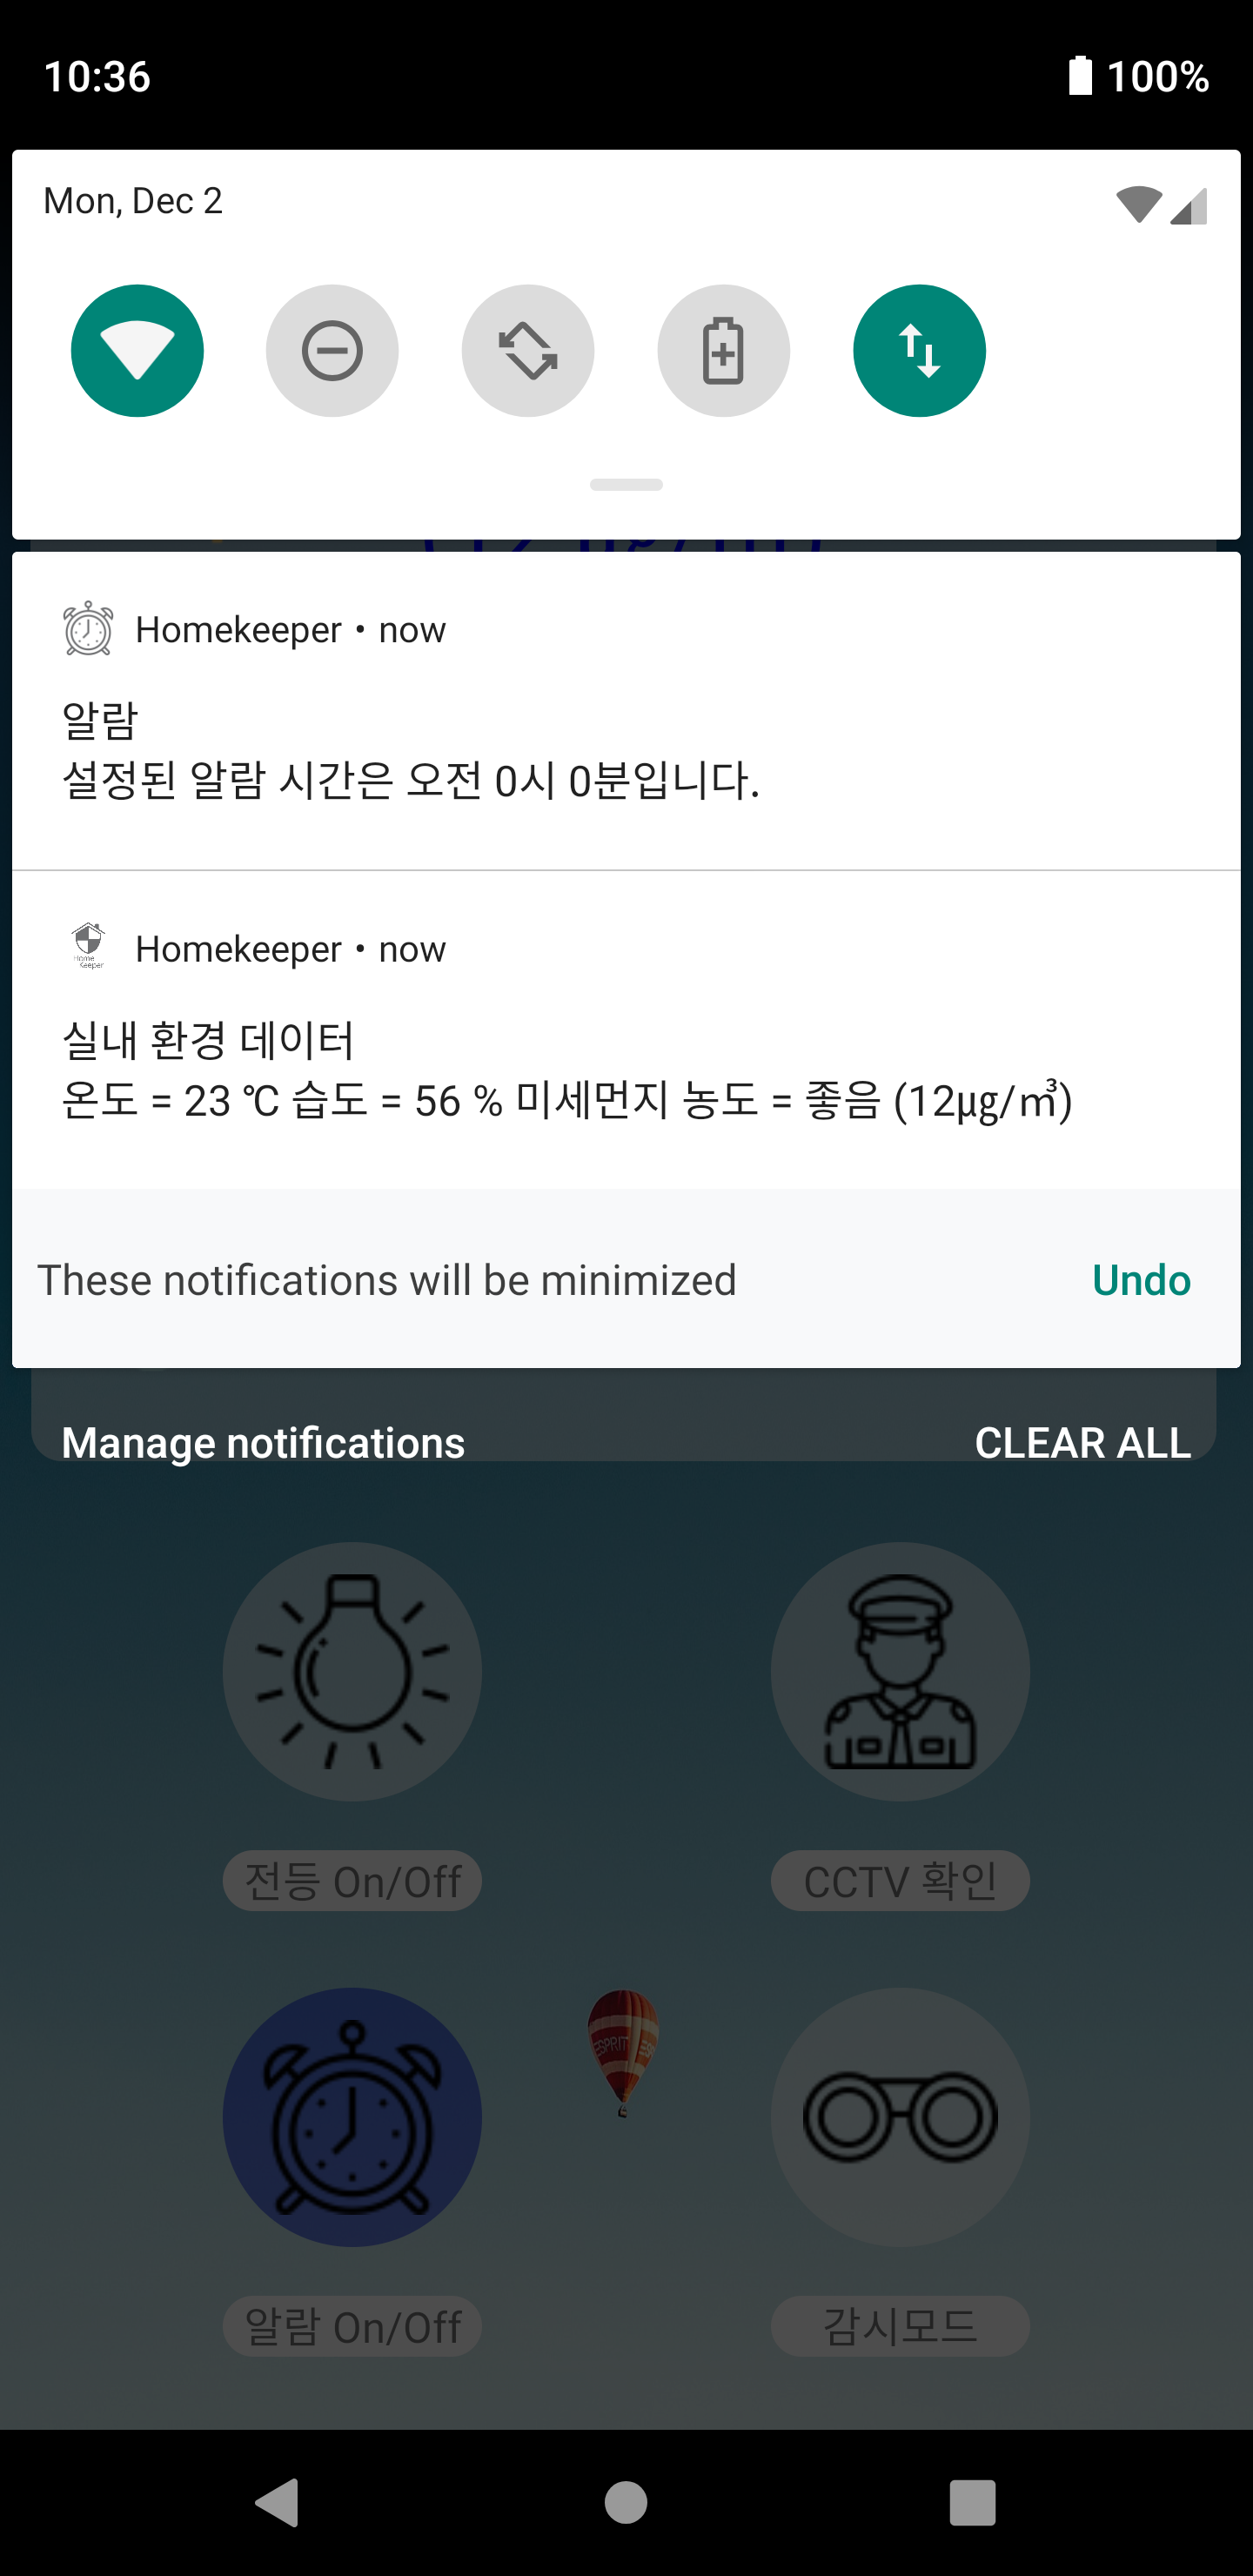 10:36
100%
Mon, Dec 2
Homekeeper • now
알람
설정된 알람 시간은 오전 0시 0분입니다.
Home
Keeper
Homekeeper • now
실내 환경 데이터
온도 = 23 ℃ 습도 = 56 % 미세먼지 농도 = 좋음 (12µg/㎥)
These notifications will be minimized
Undo
Manage notifications
CLEAR ALL
전등 On/Off
CCTV 확인
ESPRIT
알람 On/Off
감시모드